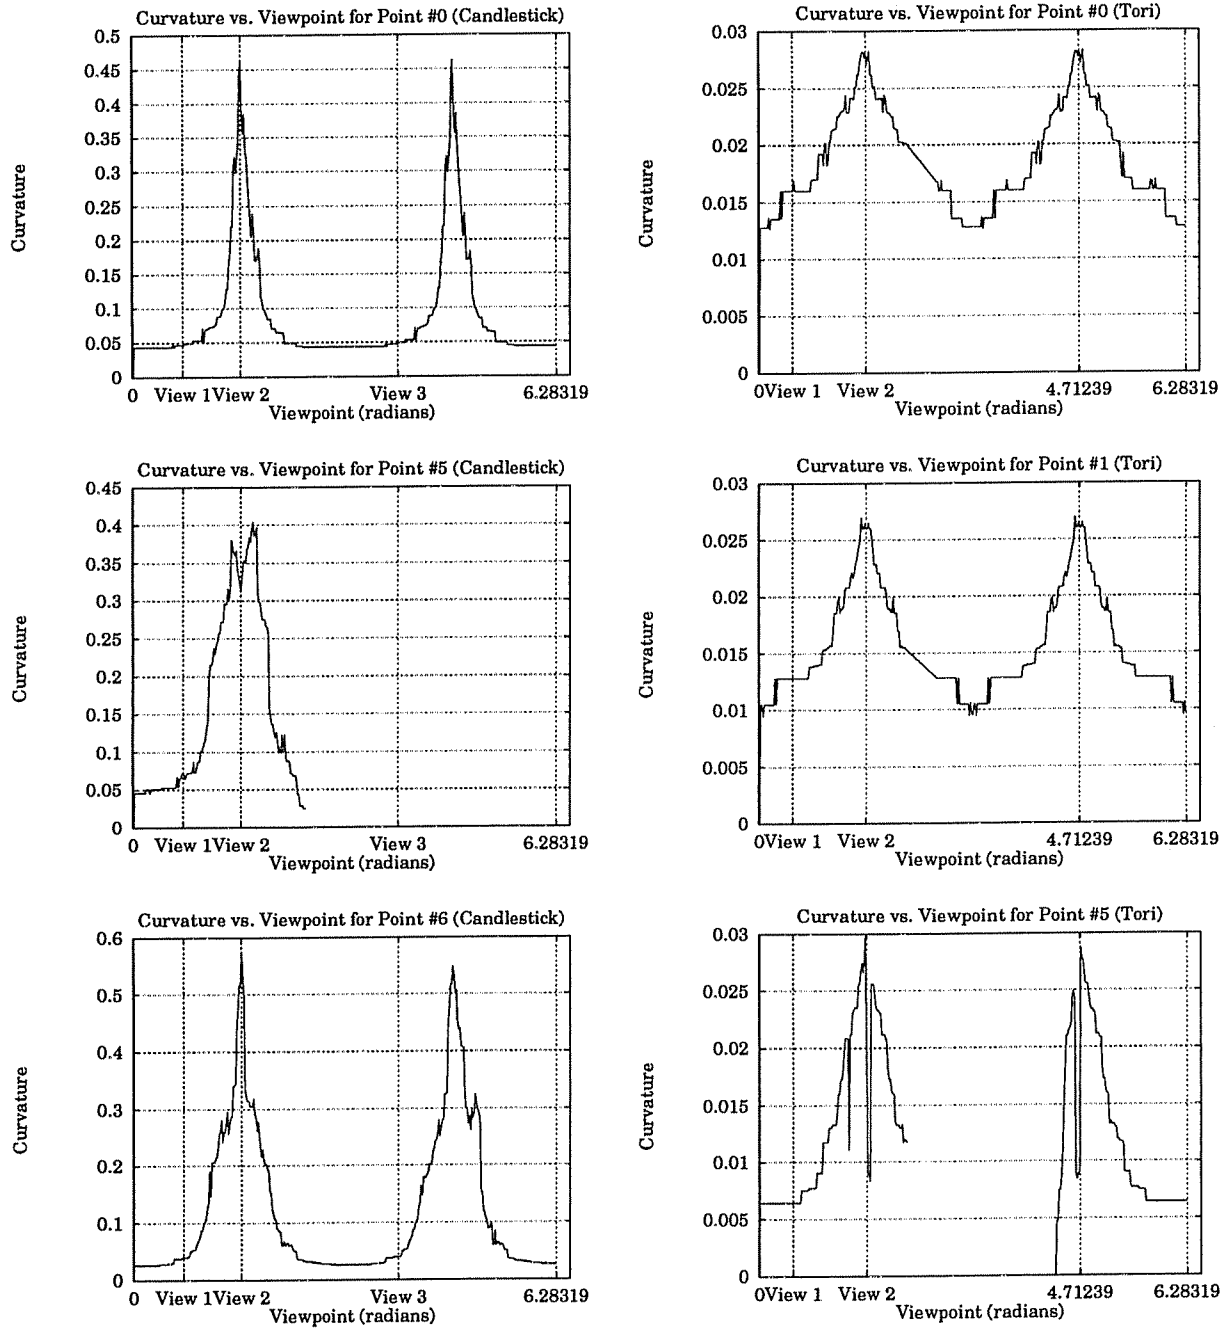 Curvature vs. Viewpoint for Point #0 (Candlestick)
0.5
0.45
0.4
0.35
0.3
0.25
0.2
0.15
0.1
0.05
0
Curvature
0 View 1 View 2 View 3 6.28319
Viewpoint (radians)
Curvature vs. Viewpoint for Point #0 (Tori)
0.03
0.025
0.02
0.015
0.01
0.005
0
Curvature
0View 1 View 2 4.71239 6.28319
Viewpoint (radians)
Curvature vs. Viewpoint for Point #5 (Candlestick)
0.45
0.4
0.35
0.3
0.25
0.2
0.15
0.1
0.05
0
Curvature
0 View 1 View 2 View 3 6.28319
Viewpoint (radians)
Curvature vs. Viewpoint for Point #1 (Tori)
0.03
0.025
0.02
0.015
0.01
0.005
0
Curvature
0View 1 View 2 4.71239 6.28319
Viewpoint (radians)
Curvature vs. Viewpoint for Point #6 (Candlestick)
0.6
0.5
0.4
0.3
0.2
0.1
0
Curvature
0 View 1 View 2 View 3 6.28319
Viewpoint (radians)
Curvature vs. Viewpoint for Point #5 (Tori)
0.03
0.025
0.02
0.015
0.01
0.005
0
Curvature
0View 1 View 2 4.71239 6.28319
Viewpoint (radians)